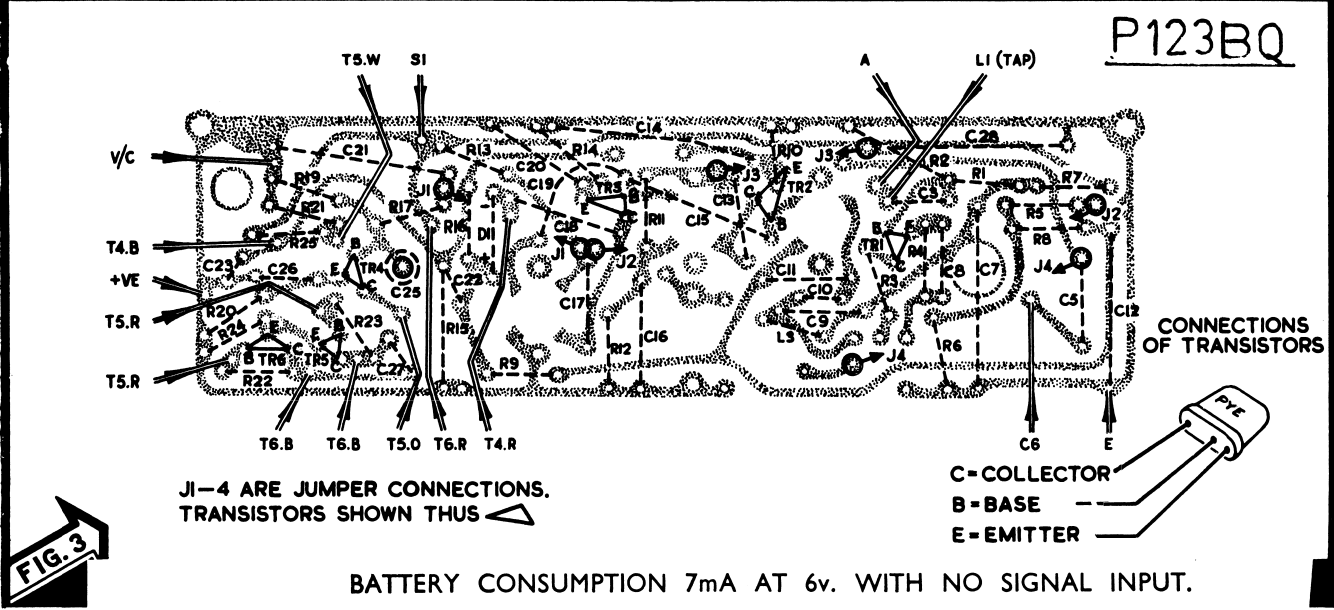 P123BQ
T5.W S1 A L1 (TAP)
V/C
T4.B
+VE
T5.R
T5.R
C21 R13 R14 C14 R10 J3 R2 C28
R19 J1 C20 C19 TR3 J3 E TR2 C3 R1 R7
R21 R17 R16 C13 E B C R11 C15 C13 C B R5 J2
R25 D11 C18 B E TR1 R4 R8
C23 B E TR4 C J1 J2 C J4
C26 C25 C22 C11 C10 R3 C8 C7 C5
R20 C17 C9 C12
R24 E R23 R15 L3
B TR6 C E B TR5 C R12 C16 R6
R22 C27 R9 J4
T6.B T6.B T5.O T6.R T4.R C6 E
CONNECTIONS
OF TRANSISTORS
PYE
C=COLLECTOR
B=BASE
E=EMITTER
J1–4 ARE JUMPER CONNECTIONS.
TRANSISTORS SHOWN THUS
FIG. 3
BATTERY CONSUMPTION 7mA AT 6v. WITH NO SIGNAL INPUT.